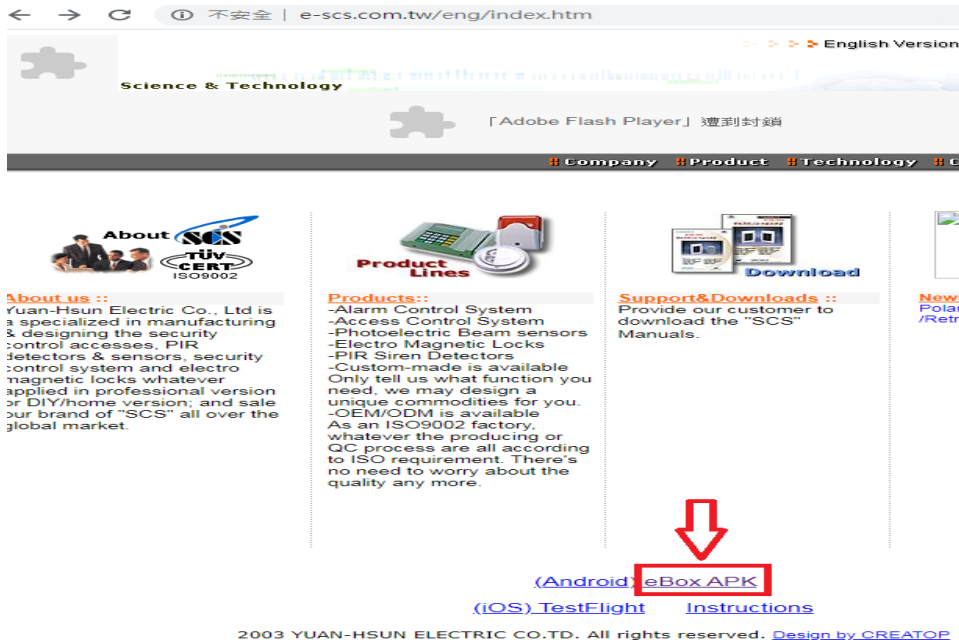 不安全 | e-scs.com.tw/eng/index.htm
English Version
Science & Technology
「Adobe Flash Player」遭到封鎖
Company Product Technology
About SCS
TÜV
CERT
ISO9002
Product
Lines
Download
About us ::
Yuan-Hsun Electric Co., Ltd is
a specialized in manufacturing
& designing the security
control accesses, PIR
detectors & sensors, security
control system and electro
magnetic locks whatever
applied in professional version
or DIY/home version; and sale
our brand of "SCS" all over the
global market.
Products::
-Alarm Control System
-Access Control System
-Photoelectric Beam sensors
-Electro Magnetic Locks
-PIR Siren Detectors
-Custom-made is available
Only tell us what function you
need, we may design a
unique commodities for you.
-OEM/ODM is available
As an ISO9002 factory,
whatever the producing or
QC process are all according
to ISO requirement. There's
no need to worry about the
quality any more.
Support&Downloads ::
Provide our customer to
download the "SCS"
Manuals.
New
Polar
/Retr
(Android) eBox APK
(iOS) TestFlight Instructions
2003 YUAN-HSUN ELECTRIC CO.TD. All rights reserved. Design by CREATOP